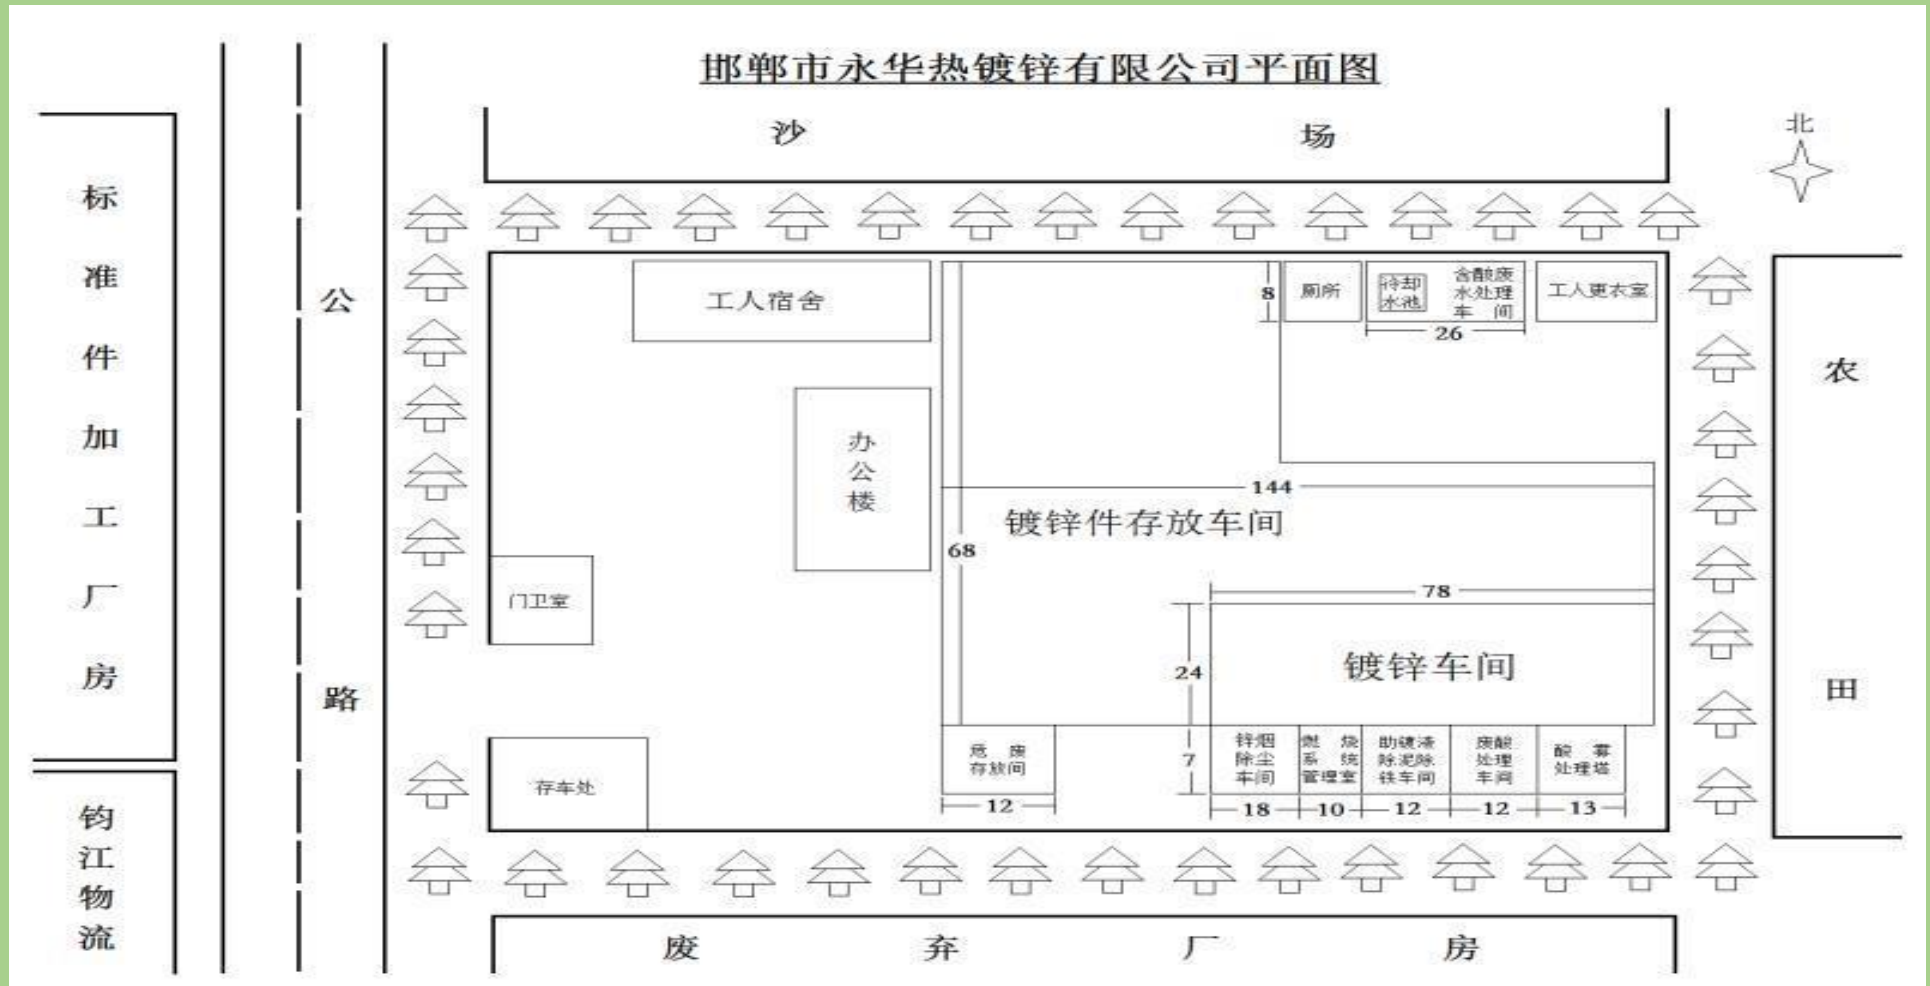 邯郸市永华热镀锌有限公司平面图
沙场
北
标准件加工厂房
公路
工人宿舍
8
厕所
冷却
水池
含酸废
水处理
车间
26
工人更衣室
农田
办公楼
144
镀锌件存放车间
68
78
门卫室
24
镀锌车间
存车处
危废
存放间
12
7
锌烟
除尘
车间
燃烧
系统
管理室
助镀渣
除泥除
铁车间
废酸
处理
车间
酸雾
处理塔
18
10
12
12
13
钧江物流
废弃厂房